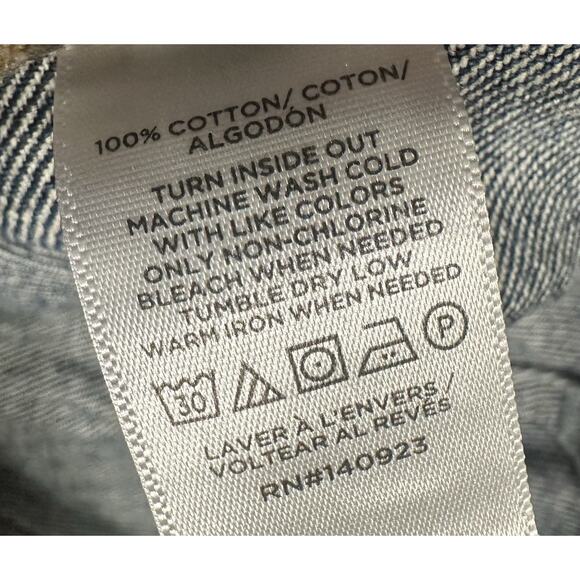 100% COTTON/ COTON/
ALGODÓN
TURN INSIDE OUT
MACHINE WASH COLD
WITH LIKE COLORS
ONLY NON-CHLORINE
BLEACH WHEN NEEDED
TUMBLE DRY LOW
WARM IRON WHEN NEEDED
30 P
LAVER À L'ENVERS/
VOLTEAR AL REVÉS
RN#140923